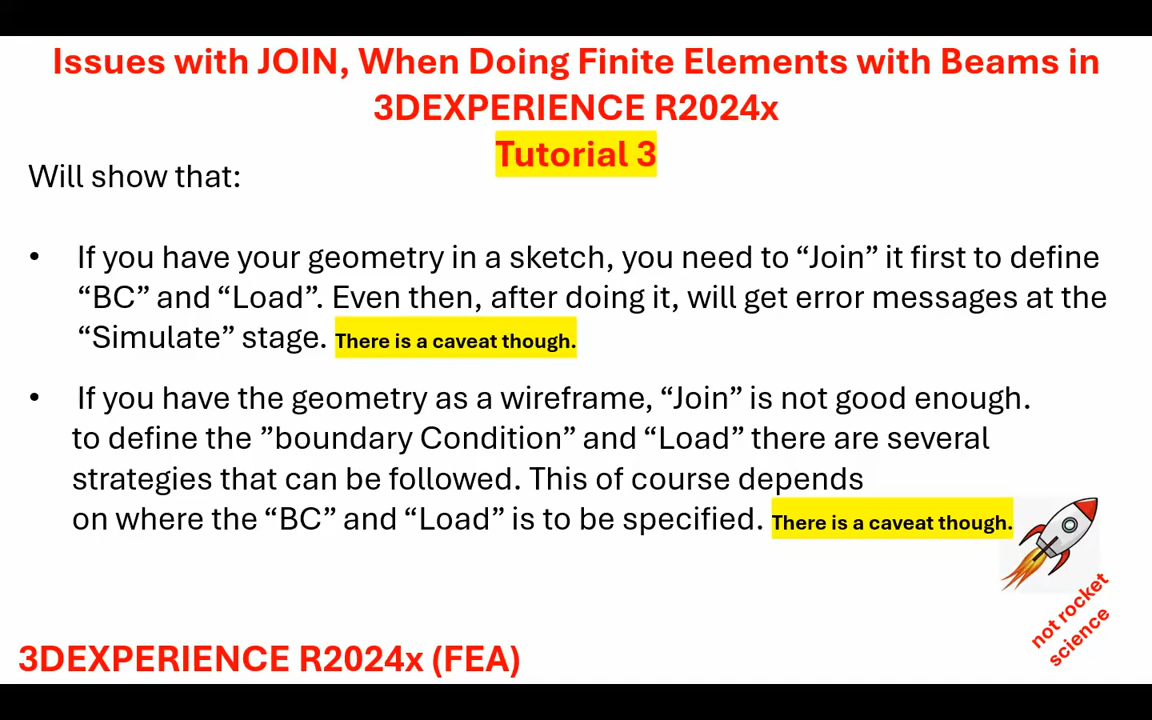 Issues with JOIN, When Doing Finite Elements with Beams in
3DEXPERIENCE R2024x
Tutorial 3
Will show that:
• If you have your geometry in a sketch, you need to “Join” it first to define
“BC” and “Load”. Even then, after doing it, will get error messages at the
“Simulate” stage. There is a caveat though.
• If you have the geometry as a wireframe, “Join” is not good enough.
to define the ”boundary Condition” and “Load” there are several
strategies that can be followed. This of course depends
on where the “BC” and “Load” is to be specified. There is a caveat though.
not rocket
science
3DEXPERIENCE R2024x (FEA)